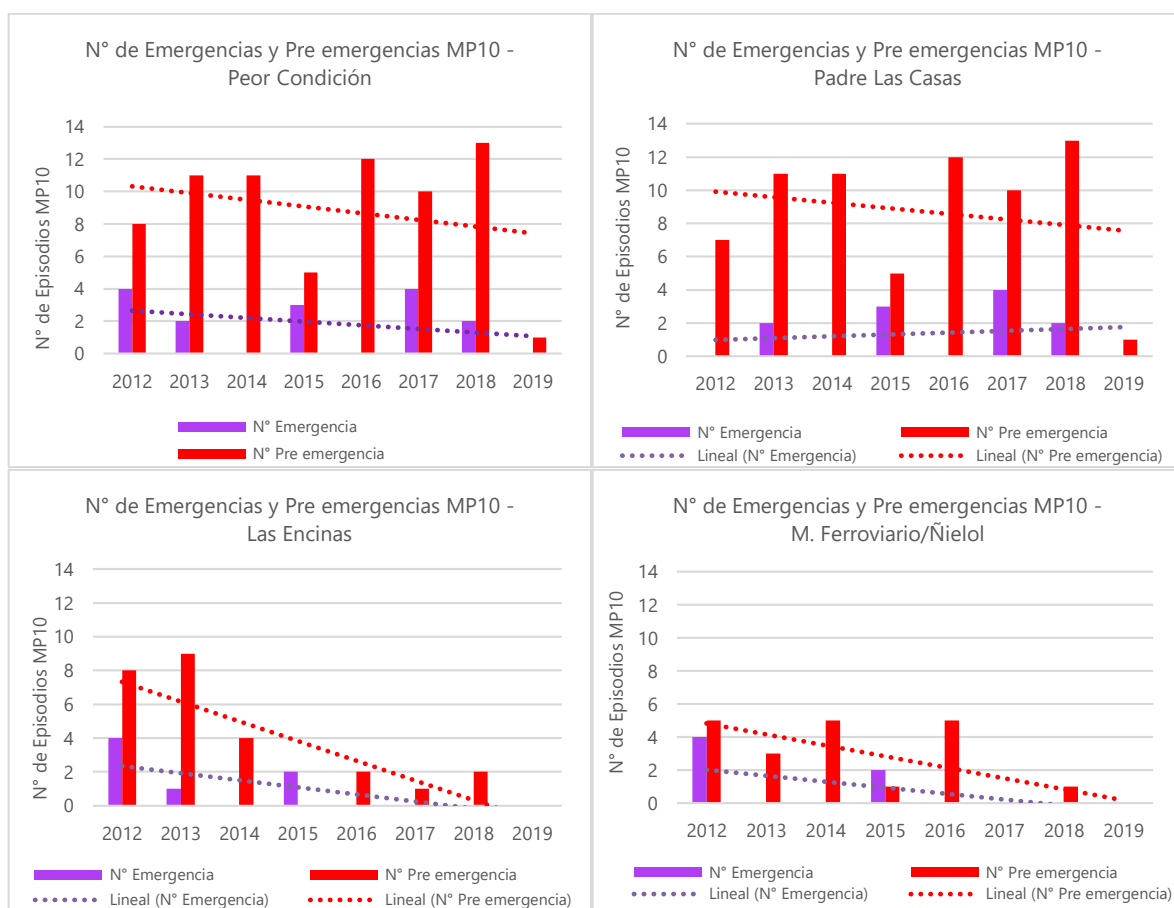 N° de Emergencias y Pre emergencias MP10 -
Peor Condición
N° de Episodios MP10
14
12
10
8
6
4
2
0
2012 2013 2014 2015 2016 2017 2018 2019
N° Emergencia
N° Pre emergencia
N° de Emergencias y Pre emergencias MP10 -
Padre Las Casas
N° de Episodios MP10
14
12
10
8
6
4
2
0
2012 2013 2014 2015 2016 2017 2018 2019
N° Emergencia N° Pre emergencia
Lineal (N° Emergencia) Lineal (N° Pre emergencia)
N° de Emergencias y Pre emergencias MP10 -
Las Encinas
N° de Episodios MP10
14
12
10
8
6
4
2
0
2012 2013 2014 2015 2016 2017 2018 2019
N° Emergencia N° Pre emergencia
Lineal (N° Emergencia) Lineal (N° Pre emergencia)
N° de Emergencias y Pre emergencias MP10 -
M. Ferroviario/Ñielol
N° de Episodios MP10
14
12
10
8
6
4
2
0
2012 2013 2014 2015 2016 2017 2018 2019
N° Emergencia N° Pre emergencia
Lineal (N° Emergencia) Lineal (N° Pre emergencia)